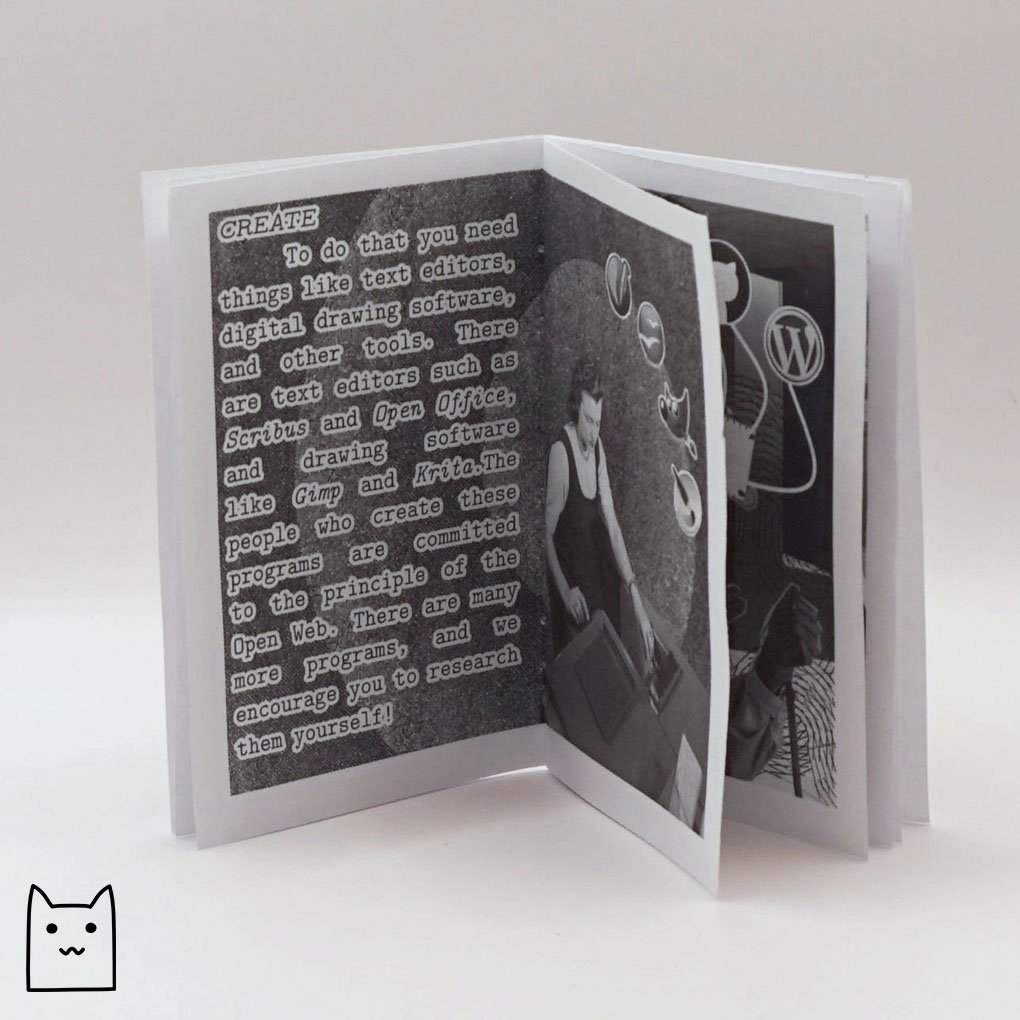 CREATE
To do that you need
things like text editors,
digital drawing software,
and other tools. There
are text editors such as
Scribus and Open Office,
and drawing software
like Gimp and Krita.The
people who create these
programs are committed
to the principle of the
Open Web. There are many
more programs, and we
encourage you to research
them yourself!
W